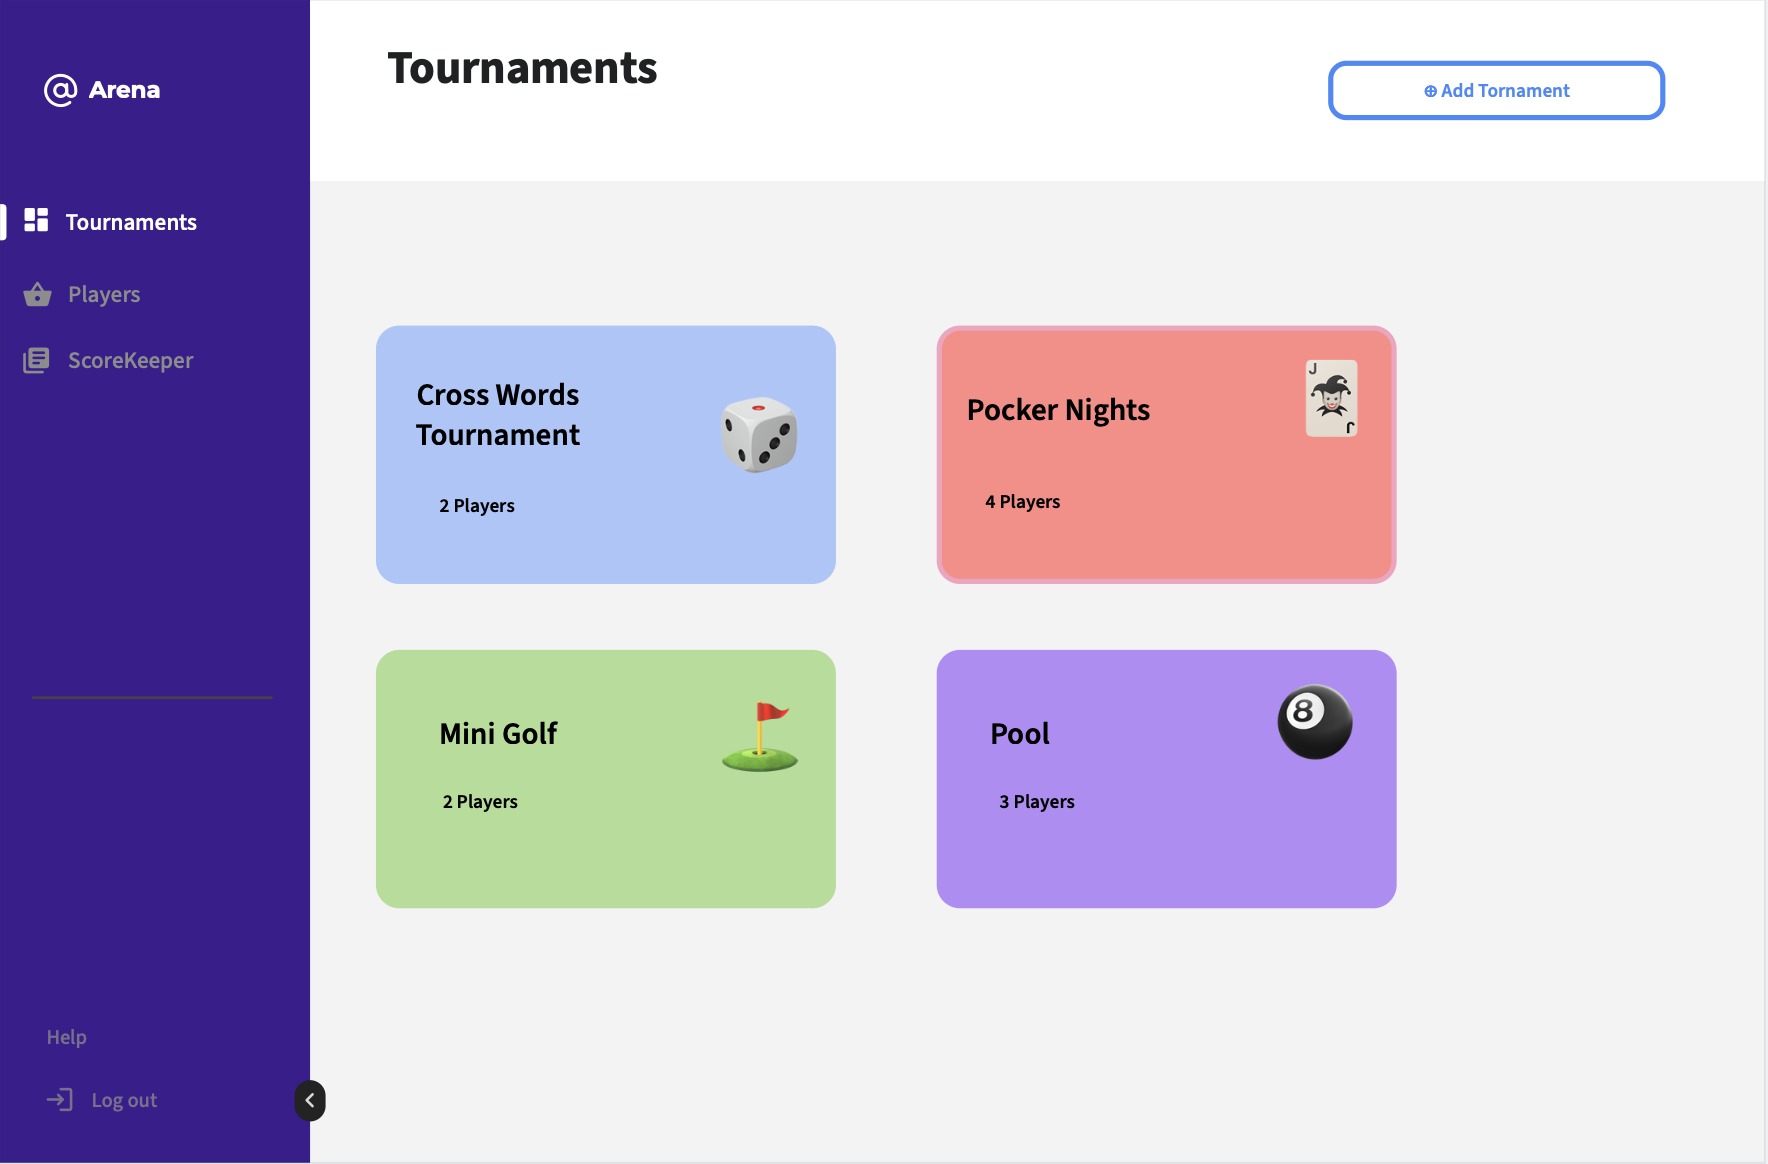 @ Arena
Tournaments
Players
ScoreKeeper
Help
Log out
Tournaments
⊕ Add Tornament
Cross Words
Tournament
2 Players
Pocker Nights
J
J
4 Players
Mini Golf
2 Players
Pool
8
3 Players